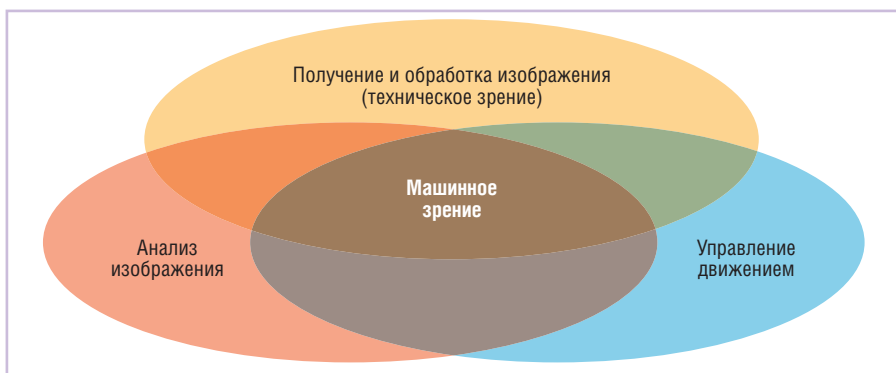 Получение и обработка изображения
(техническое зрение)
Машинное
зрение
Анализ
изображения
Управление
движением